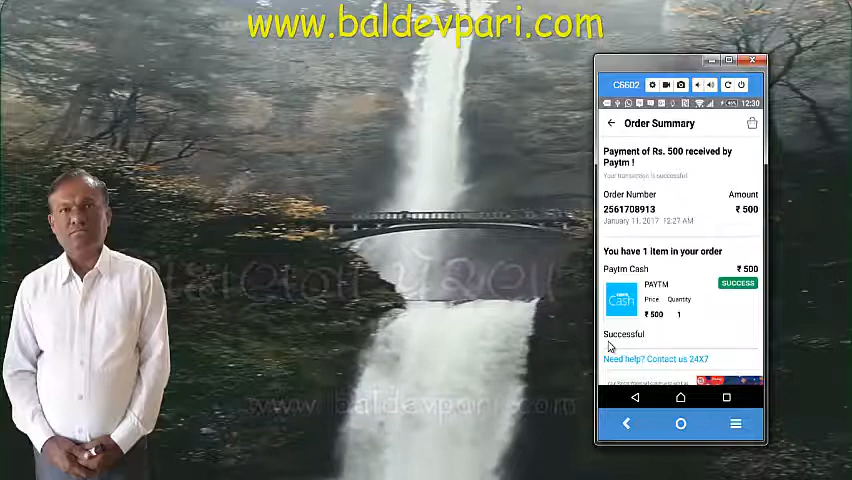 www.baldevpari.com
C6602
12:30
Order Summary
Payment of Rs. 500 received by
Paytm !
Your transaction is successful
Order Number Amount
2561708913 ₹ 500
January 11, 2017 12:27 AM
You have 1 item in your order
Paytm Cash ₹ 500
PAYTM SUCCESS
Cash
Price Quantity
₹ 500 1
Successful
Need help? Contact us 24X7
www.baldevpari.com